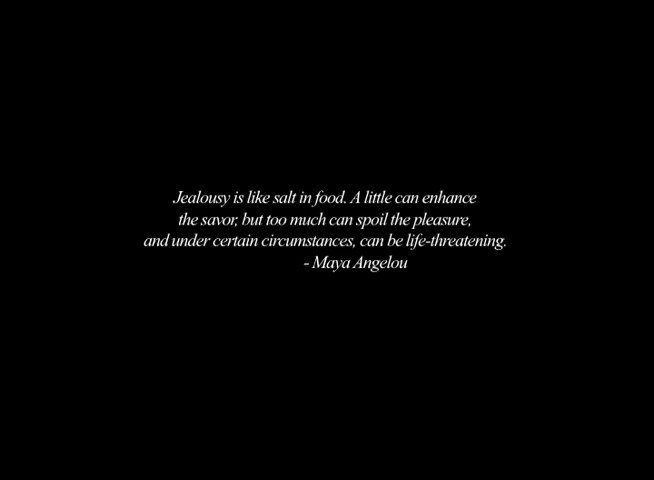 Jealousy is like salt in food. A little can enhance
the savor, but too much can spoil the pleasure,
and under certain circumstances, can be life-threatening.
- Maya Angelou